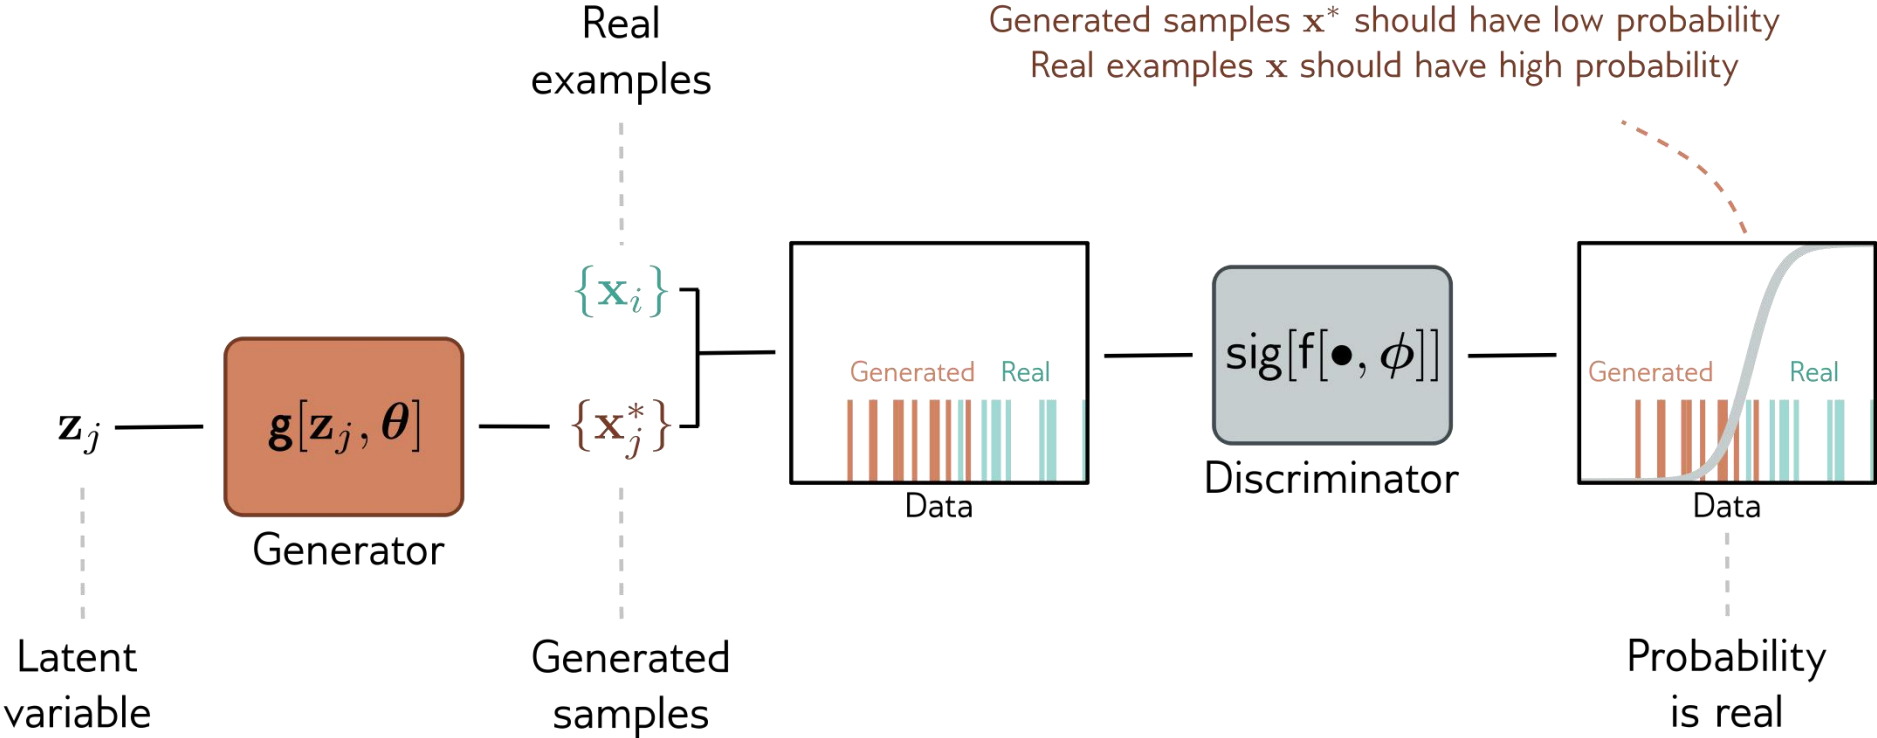 Real
examples
Generated samples x* should have low probability
Real examples x should have high probability
{x_i}
z_j
g[z_j, θ]
{x_j^*}
Generator
Latent
variable
Generated
samples
Generated Real
Data
sig[f[•, ϕ]]
Discriminator
Generated Real
Data
Probability
is real